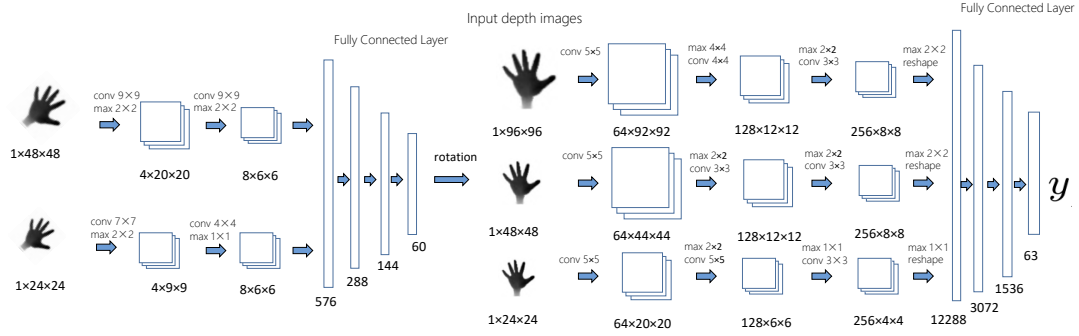 Input depth images
Fully Connected Layer
conv 9×9
max 2×2
conv 9×9
max 2×2
1×48×48
4×20×20
8×6×6
conv 7×7
max 2×2
conv 4×4
max 1×1
1×24×24
4×9×9
8×6×6
576
288
144
60
rotation
Fully Connected Layer
conv 5×5
max 4×4
conv 4×4
max 2×2
conv 3×3
max 2×2
reshape
1×96×96
64×92×92
128×12×12
256×8×8
conv 5×5
max 2×2
conv 3×3
max 2×2
conv 3×3
max 2×2
reshape
1×48×48
64×44×44
128×12×12
256×8×8
conv 5×5
max 2×2
conv 5×5
max 1×1
conv 3×3
max 1×1
reshape
1×24×24
64×20×20
128×6×6
256×4×4
12288
3072
1536
63
y